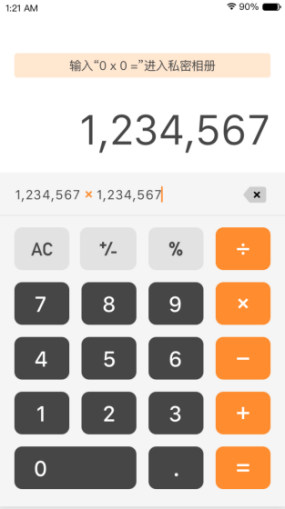 1:21 AM 90%
输入“0 x 0 =”进入私密相册
1,234,567
1,234,567 × 1,234,567
AC +/- % ÷
7 8 9 ×
4 5 6 −
1 2 3 +
0 . =